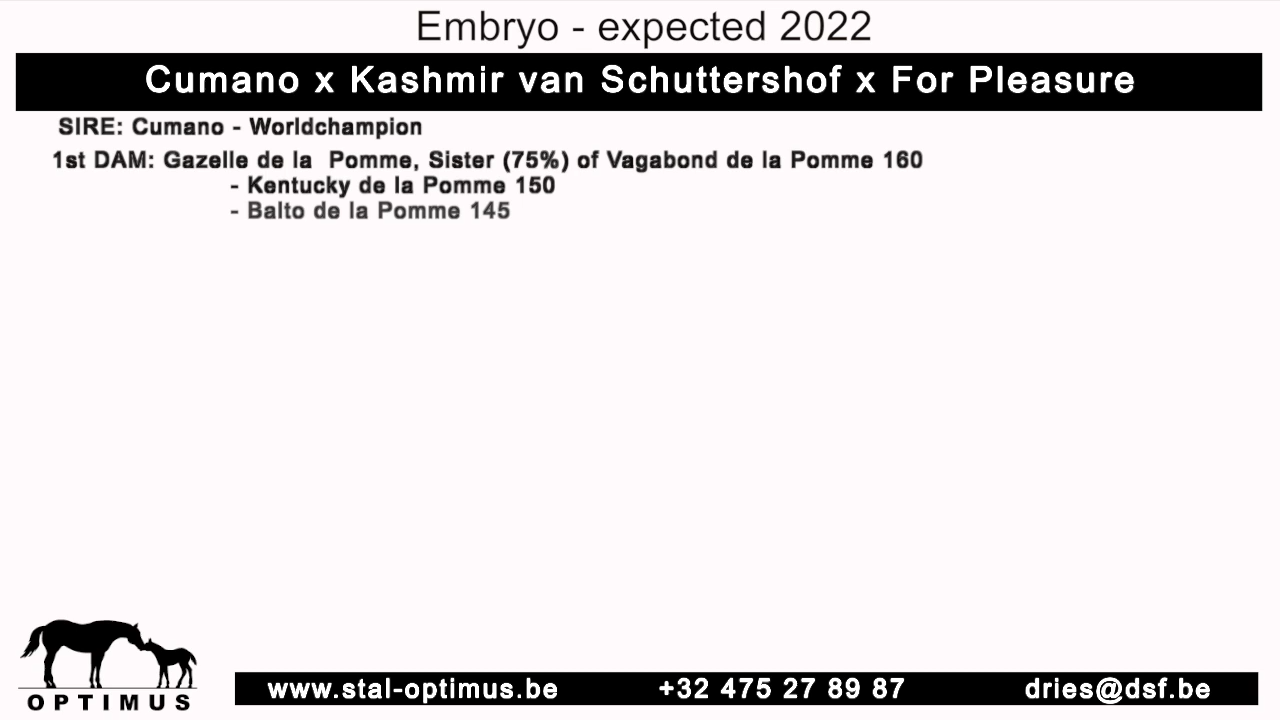 Embryo - expected 2022
Cumano x Kashmir van Schuttershof x For Pleasure
SIRE: Cumano - Worldchampion
1st DAM: Gazelle de la Pomme, Sister (75%) of Vagabond de la Pomme 160
- Kentucky de la Pomme 150
- Balto de la Pomme 145
OPTIMUS
www.stal-optimus.be +32 475 27 89 87 dries@dsf.be